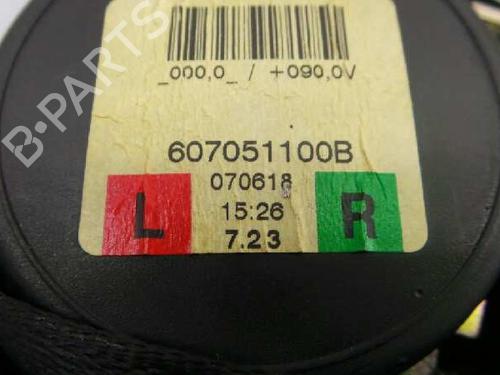 _000,0_ / +090,0V
607051100B
070618
L 15:26 R
7.23
B-PARTS